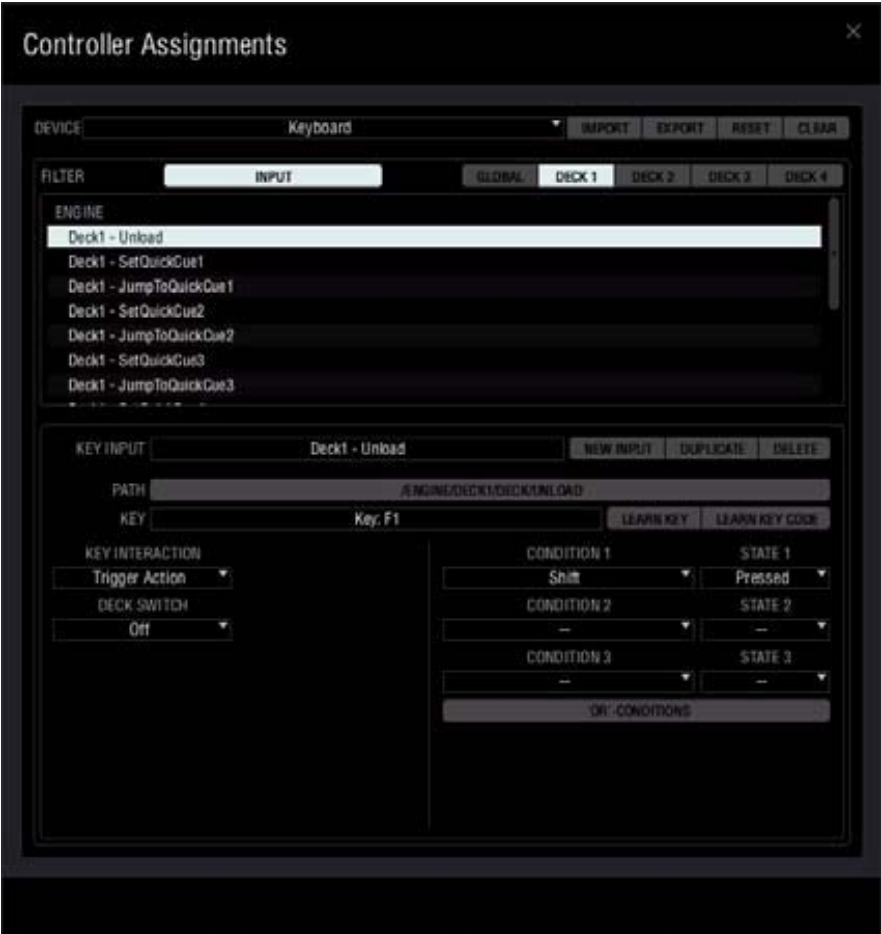 Controller Assignments
DEVICE Keyboard IMPORT EXPORT RESET CLEAR
FILTER INPUT GLOBAL DECK 1 DECK 2 DECK 3 DECK 4
ENGINE
Deck1 - Unload
Deck1 - SetQuickCue1
Deck1 - JumpToQuickCue1
Deck1 - SetQuickCue2
Deck1 - JumpToQuickCue2
Deck1 - SetQuickCue3
Deck1 - JumpToQuickCue3
KEY INPUT Deck1 - Unload NEW INPUT DUPLICATE DELETE
PATH /ENGINE/DECK1/DECK/UNLOAD
KEY Key: F1 LEARN KEY LEARN KEY CODE
KEY INTERACTION CONDITION 1 STATE 1
Trigger Action Shift Pressed
DECK SWITCH CONDITION 2 STATE 2
Off -- --
CONDITION 3 STATE 3
-- --
'OR'-CONDITIONS